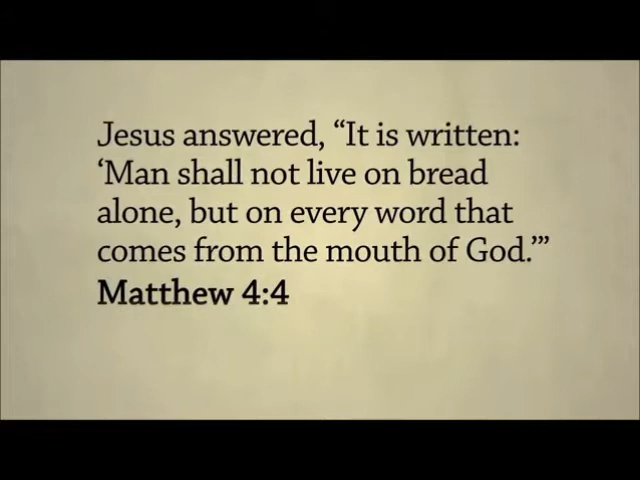 Jesus answered, “It is written:
‘Man shall not live on bread
alone, but on every word that
comes from the mouth of God.’”
Matthew 4:4